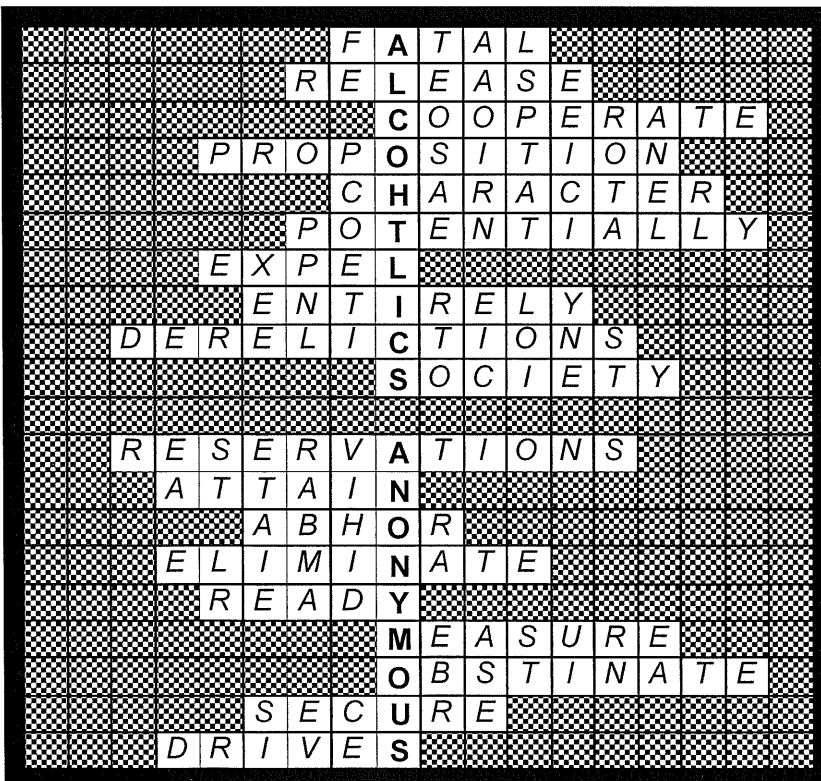 FATAL
RELEASE
COOPERATE
PROPOSITION
CHARACTER
POTENTIALLY
EXPEL
ENTIRELY
DERELICTIONS
SOCIETY
RESERVATIONS
ATTAIN
ABHOR
ELIMINATE
READY
MEASURE
OBSTINATE
SECURE
DRIVES